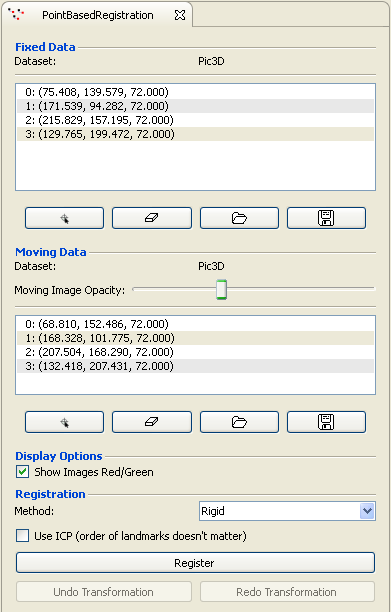 PointBasedRegistration
Fixed Data
Dataset: Pic3D
0: (75.408, 139.579, 72.000)
1: (171.539, 94.282, 72.000)
2: (215.829, 157.195, 72.000)
3: (129.765, 199.472, 72.000)
Moving Data
Dataset: Pic3D
Moving Image Opacity:
0: (68.810, 152.486, 72.000)
1: (168.328, 101.775, 72.000)
2: (207.504, 168.290, 72.000)
3: (132.418, 207.431, 72.000)
Display Options
Show Images Red/Green
Registration
Method: Rigid
Use ICP (order of landmarks doesn't matter)
Register
Undo Transformation Redo Transformation